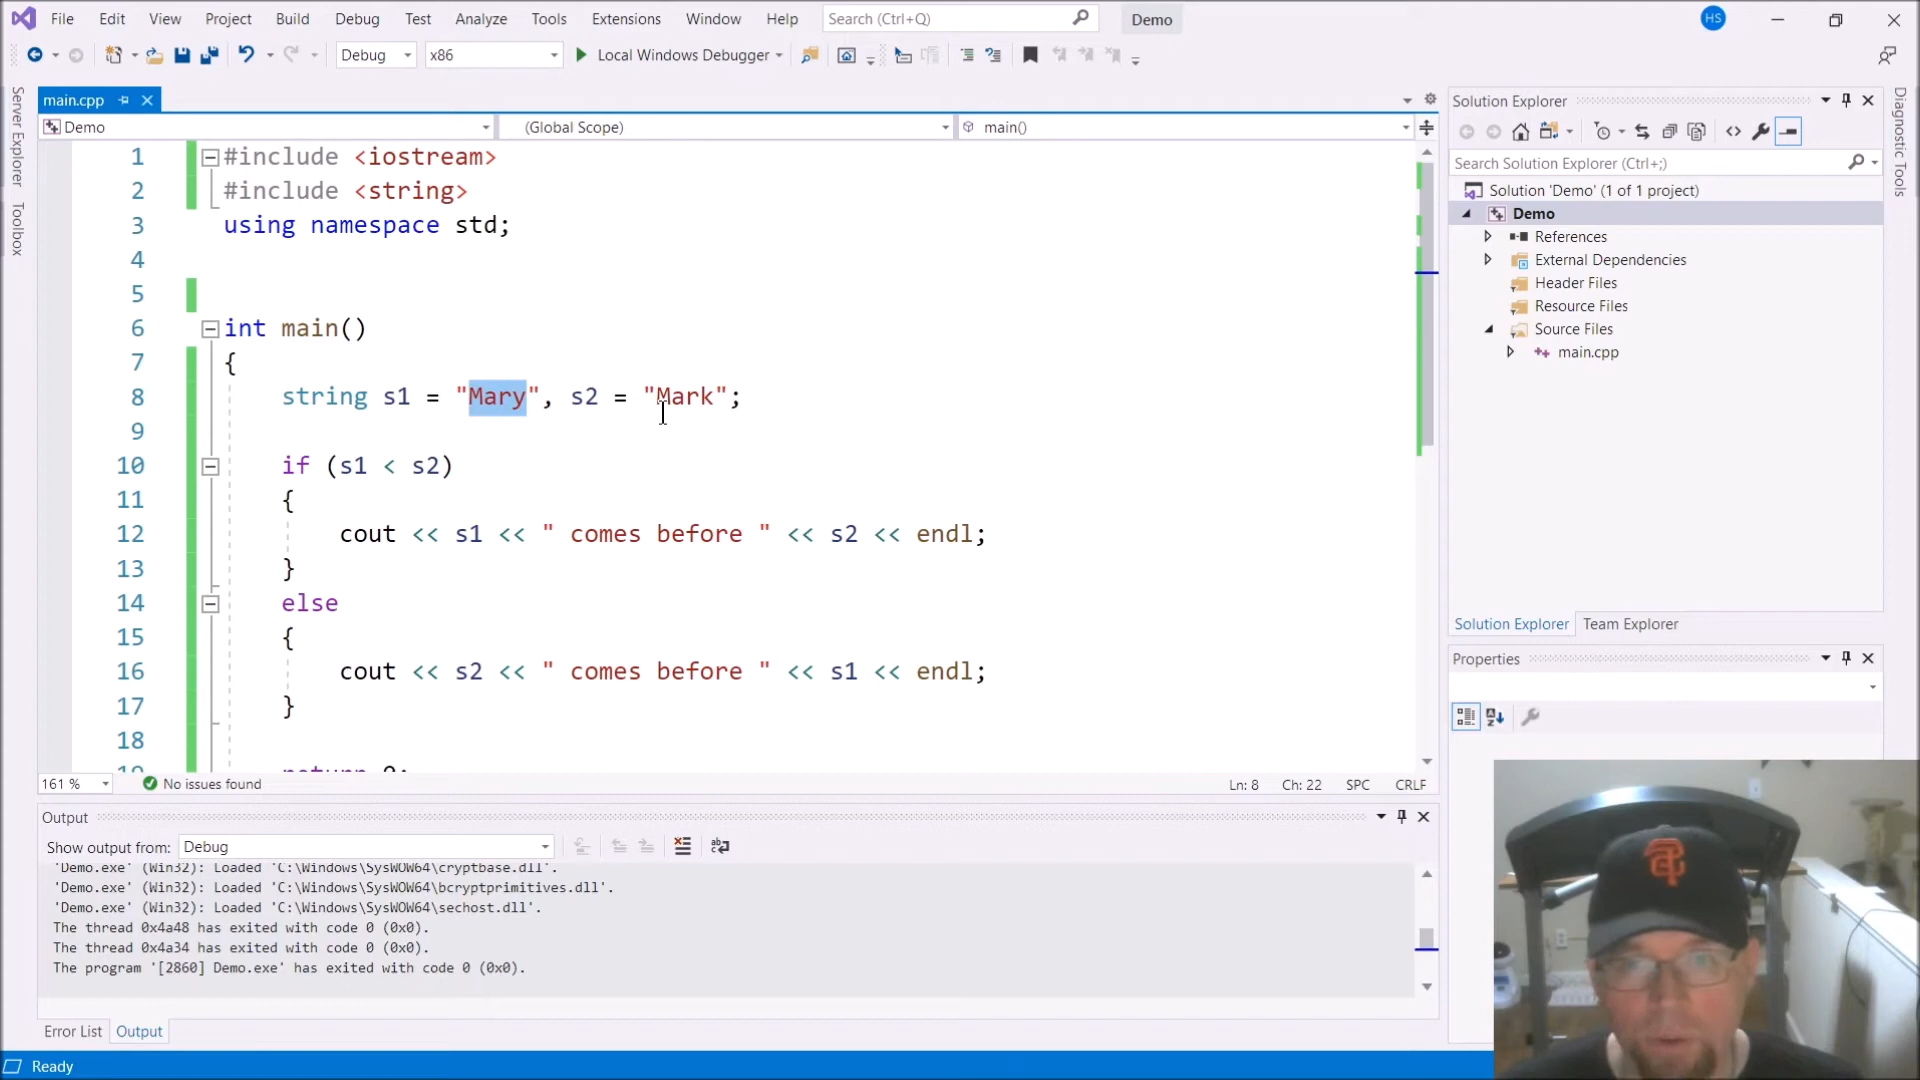 File Edit View Project Build Debug Test Analyze Tools Extensions Window Help Search (Ctrl+Q) Demo HS
Debug x86 Local Windows Debugger
Server Explorer
Toolbox
main.cpp
Demo (Global Scope) main()
1 #include <iostream>
2 #include <string>
3 using namespace std;
4
5
6 int main()
7 {
8 string s1 = "Mary", s2 = "Mark";
9
10 if (s1 < s2)
11 {
12 cout << s1 << " comes before " << s2 << endl;
13 }
14 else
15 {
16 cout << s2 << " comes before " << s1 << endl;
17 }
18
161 % No issues found Ln: 8 Ch: 22 SPC CRLF
Output
Show output from: Debug
'Demo.exe' (Win32): Loaded 'C:\Windows\SysWOW64\cryptbase.dll'.
'Demo.exe' (Win32): Loaded 'C:\Windows\SysWOW64\bcryptprimitives.dll'.
'Demo.exe' (Win32): Loaded 'C:\Windows\SysWOW64\sechost.dll'.
The thread 0x4a48 has exited with code 0 (0x0).
The thread 0x4a34 has exited with code 0 (0x0).
The program '[2860] Demo.exe' has exited with code 0 (0x0).
Error List Output
Ready
Solution Explorer
Search Solution Explorer (Ctrl+;)
Solution 'Demo' (1 of 1 project)
Demo
References
External Dependencies
Header Files
Resource Files
Source Files
main.cpp
Solution Explorer Team Explorer
Properties
Diagnostic Tools